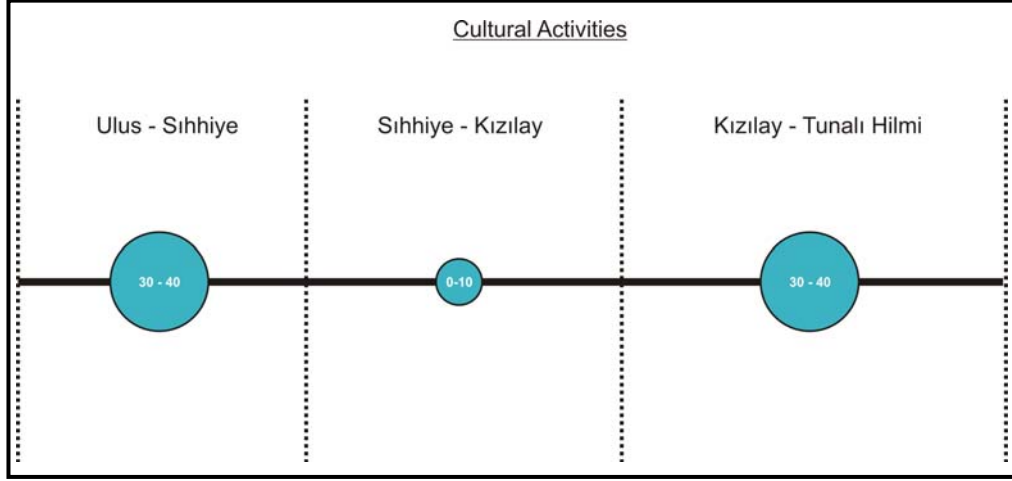 Cultural Activities
Ulus - Sıhhiye
Sıhhiye - Kızılay
Kızılay - Tunalı Hilmi
30 - 40
0-10
30 - 40